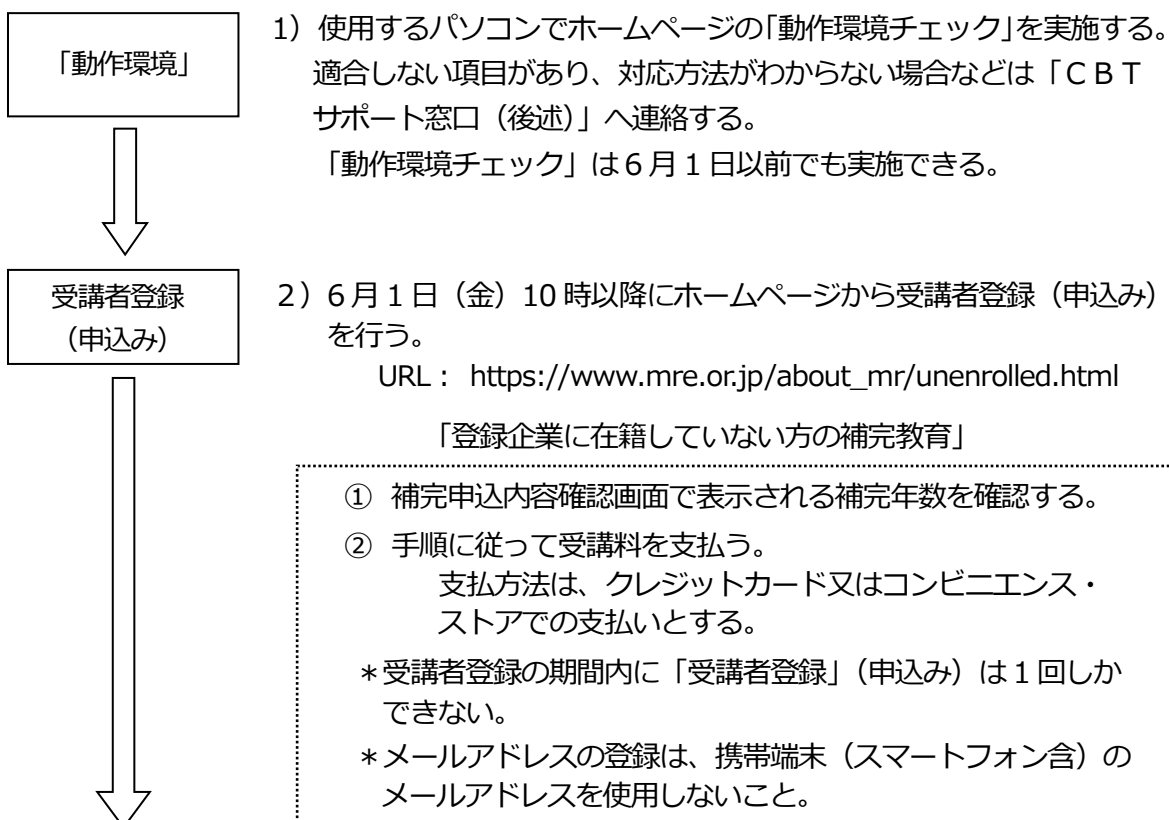 「動作環境」
1）使用するパソコンでホームページの「動作環境チェック」を実施する。
適合しない項目があり、対応方法がわからない場合などは「ＣＢＴ
サポート窓口（後述）」へ連絡する。
「動作環境チェック」は６月１日以前でも実施できる。
受講者登録
（申込み）
２）６月１日（金）10 時以降にホームページから受講者登録（申込み）
を行う。
URL： https://www.mre.or.jp/about_mr/unenrolled.html
「登録企業に在籍していない方の補完教育」
① 補完申込内容確認画面で表示される補完年数を確認する。
② 手順に従って受講料を支払う。
支払方法は、クレジットカード又はコンビニエンス・
ストアでの支払いとする。
＊受講者登録の期間内に「受講者登録」（申込み）は１回しか
できない。
＊メールアドレスの登録は、携帯端末（スマートフォン含）の
メールアドレスを使用しないこと。